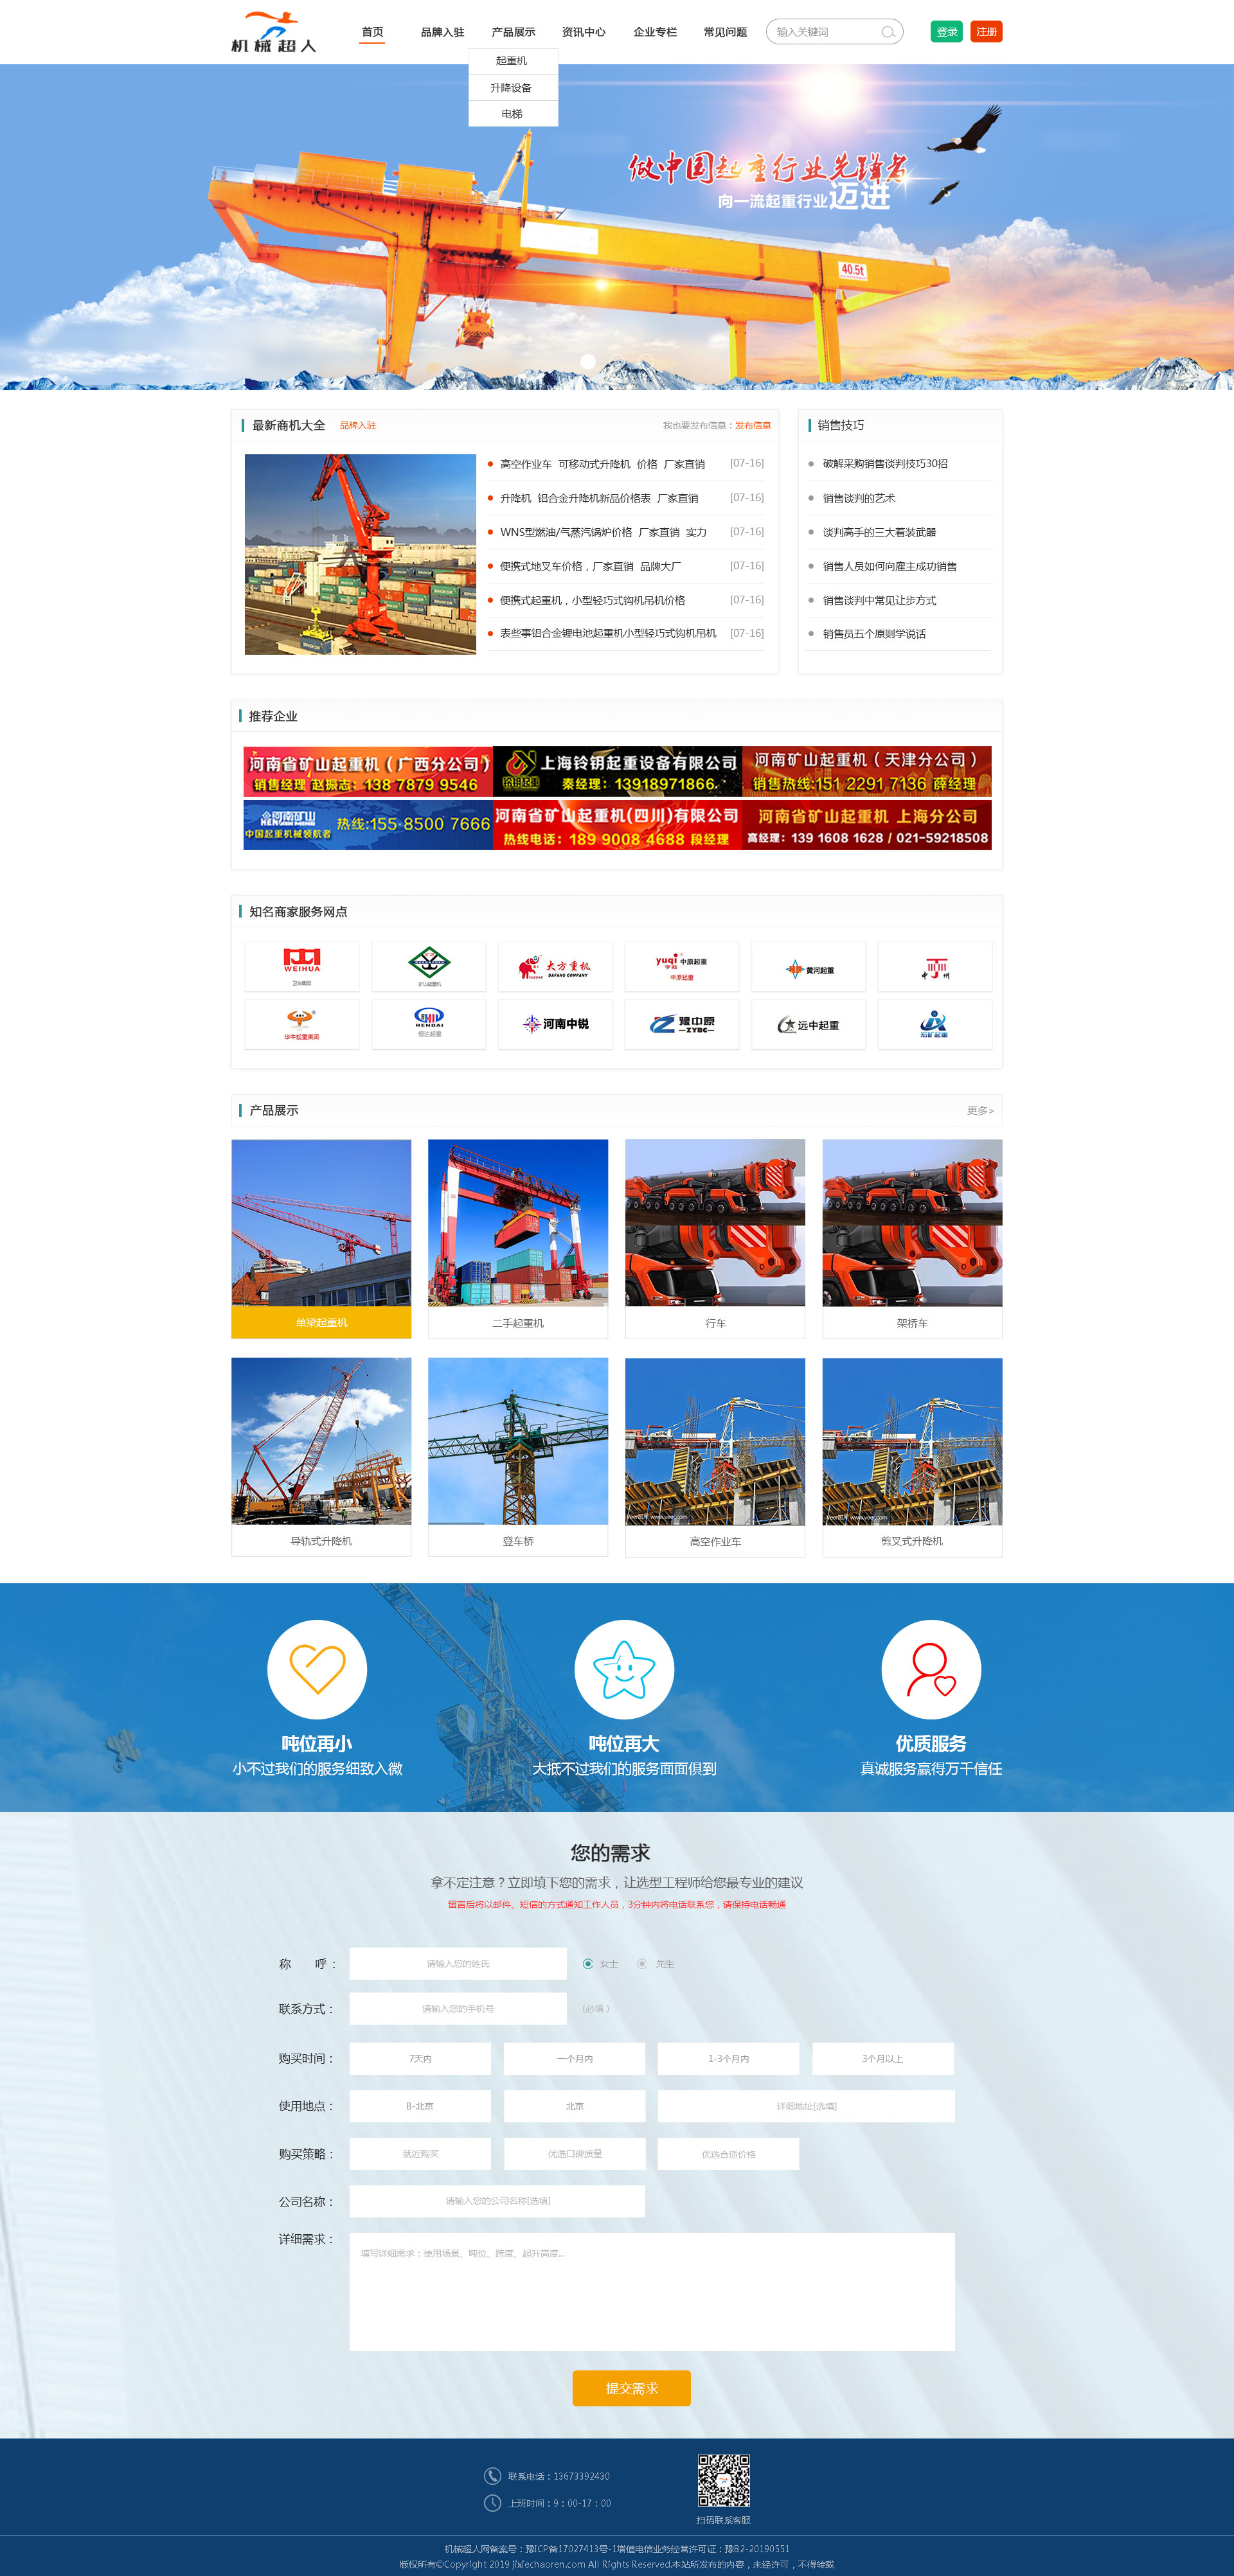 机械超人
首页 品牌入驻 产品展示 资讯中心 企业专栏 常见问题 输入关键词 登录 注册
起重机
升降设备
电梯
做中国起重行业先锋者
向一流起重行业迈进
40.5t
最新商机大全 品牌入驻 我也要发布信息：发布信息
高空作业车 可移动式升降机 价格 厂家直销 [07-16]
升降机 铝合金升降机新品价格表 厂家直销 [07-16]
WNS型燃油/气蒸汽锅炉价格 厂家直销 实力 [07-16]
便携式地叉车价格，厂家直销 品牌大厂 [07-16]
便携式起重机，小型轻巧式钩机吊机价格 [07-16]
表些事铝合金锂电池起重机小型轻巧式钩机吊机 [07-16]
销售技巧
破解采购销售谈判技巧30招
销售谈判的艺术
谈判高手的三大着装武器
销售人员如何向雇主成功销售
销售谈判中常见让步方式
销售员五个原则学说话
推荐企业
河南省矿山起重机（广西分公司）
销售经理 赵振志：138 7879 9546
铃钥起重
上海铃钥起重设备有限公司
秦经理：13918971866
河南矿山起重机（天津分公司）
销售热线:151 2291 7136 薛经理
河南矿山
HENAN MINE
中国起重机械领航者
热线:155-8500 7666
河南省矿山起重机(四川)有限公司
热线电话：189 9008 4688 段经理
河南省矿山起重机 上海分公司
高经理：139 1608 1628 / 021-59218508
知名商家服务网点
WEIHUA
卫华集团
矿山起重机
大方重机
DAFANG COMPANY
yuqi 中原起重
宇起
中原起重
黄河起重
中州
华中起重集团
HENDAI
恒达起重
河南中锐
豫中原
ZYBC
远中起重
宏矿起重
产品展示 更多>
单梁起重机
二手起重机
行车
架桥车
导轨式升降机
登车桥
高空作业车
剪叉式升降机
吨位再小
小不过我们的服务细致入微
吨位再大
大抵不过我们的服务面面俱到
优质服务
真诚服务赢得万千信任
您的需求
拿不定注意？立即填下您的需求，让选型工程师给您最专业的建议
留言后将以邮件、短信的方式通知工作人员，3分钟内将电话联系您，请保持电话畅通
称 呼： 请输入您的姓氏 女士 先生
联系方式： 请输入您的手机号 （必填）
购买时间： 7天内 一个月内 1-3个月内 3个月以上
使用地点： B-北京 北京 详细地址[选填]
购买策略： 就近购买 优选口碑质量 优选合适价格
公司名称： 请输入您的公司名称[选填]
详细需求： 填写详细需求：使用场景、吨位、跨度、起升高度...
提交需求
联系电话：13673392430
上班时间：9：00-17：00
扫码联系客服
机械超人网备案号：豫ICP备17027413号-1增值电信业务经营许可证：豫B2-20190551
版权所有©Copyright 2019 jixiechaoren.com All Rights Reserved.本站所发布的内容，未经许可，不得转载